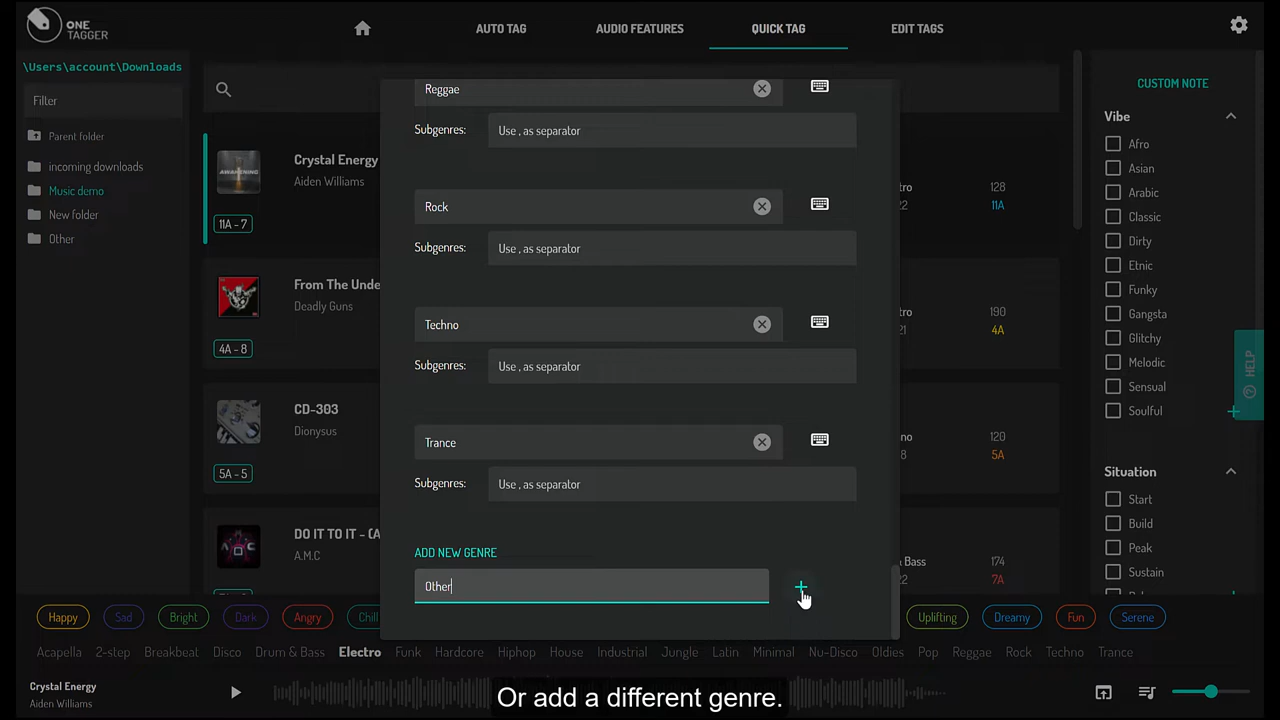 ONE
TAGGER
AUTO TAG
AUDIO FEATURES
QUICK TAG
EDIT TAGS
\Users\account\Downloads
Filter
Parent folder
incoming downloads
Music demo
New folder
Other
AWAKENING
Crystal Energy
Aiden Williams
11A - 7
From The Unde
Deadly Guns
4A - 8
CD-303
Dionysus
5A - 5
DO IT TO IT - (A
A.M.C
Reggae
Subgenres: Use , as separator
Rock
Subgenres: Use , as separator
Techno
Subgenres: Use , as separator
Trance
Subgenres: Use , as separator
ADD NEW GENRE
Other
tro 128
22 11A
190
21 4A
no 120
8 5A
Bass 174
7A
CUSTOM NOTE
Vibe
Afro
Asian
Arabic
Classic
Dirty
Etnic
Funky
Gangsta
Glitchy
Melodic
Sensual
Soulful
Situation
Start
Build
Peak
Sustain
HELP
Happy Sad Bright Dark Angry Chill Uplifting Dreamy Fun Serene
Acapella 2-step Breakbeat Disco Drum & Bass Electro Funk Hardcore Hiphop House Industrial Jungle Latin Minimal Nu-Disco Oldies Pop Reggae Rock Techno Trance
Crystal Energy
Aiden Williams
Or add a different genre.